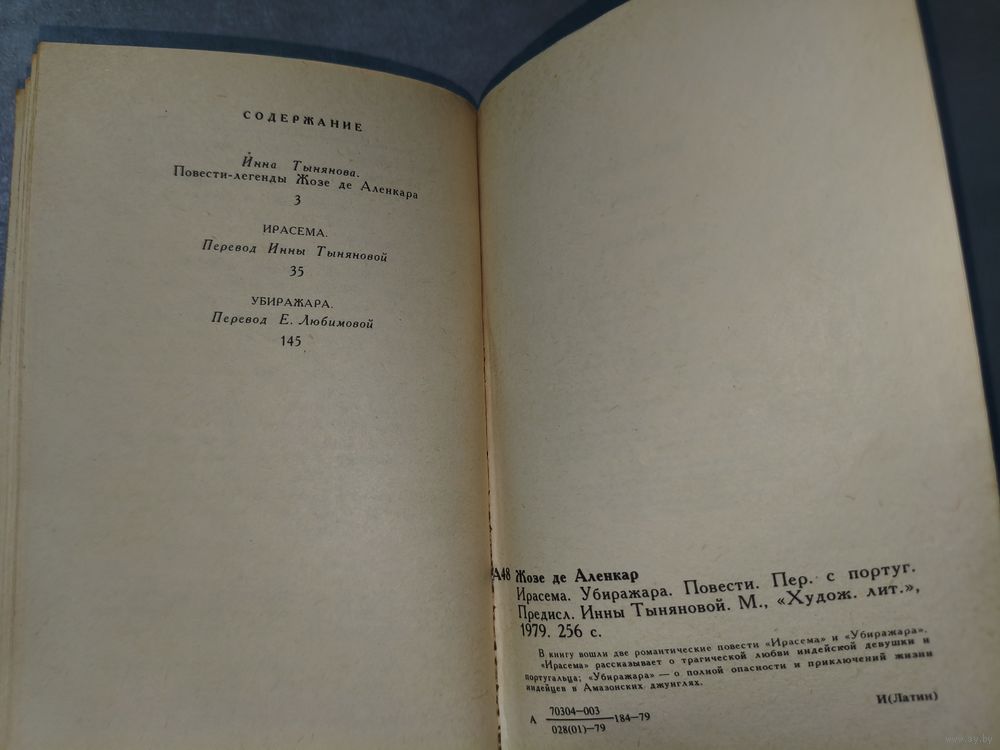 СОДЕРЖАНИЕ
Инна Тынянова.
Повести-легенды Жозе де Аленкара
3
ИРАСЕМА.
Перевод Инны Тыняновой
35
УБИРАЖАРА.
Перевод Е. Любимовой
145
А48 Жозе де Аленкар
Ирасема. Убиражара. Повести. Пер. с португ.
Предисл. Инны Тыняновой. М., «Худож. лит.»,
1979. 256 с.
В книгу вошли две романтические повести «Ирасема» и «Убиражара».
«Ирасема» рассказывает о трагической любви индейской девушки и
португальца; «Убиражара» — о полной опасности и приключений жизни
индейцев в Амазонских джунглях.
И(Латин)
70304—003
А ———— 184—79
028(01)—79
www.ay.by